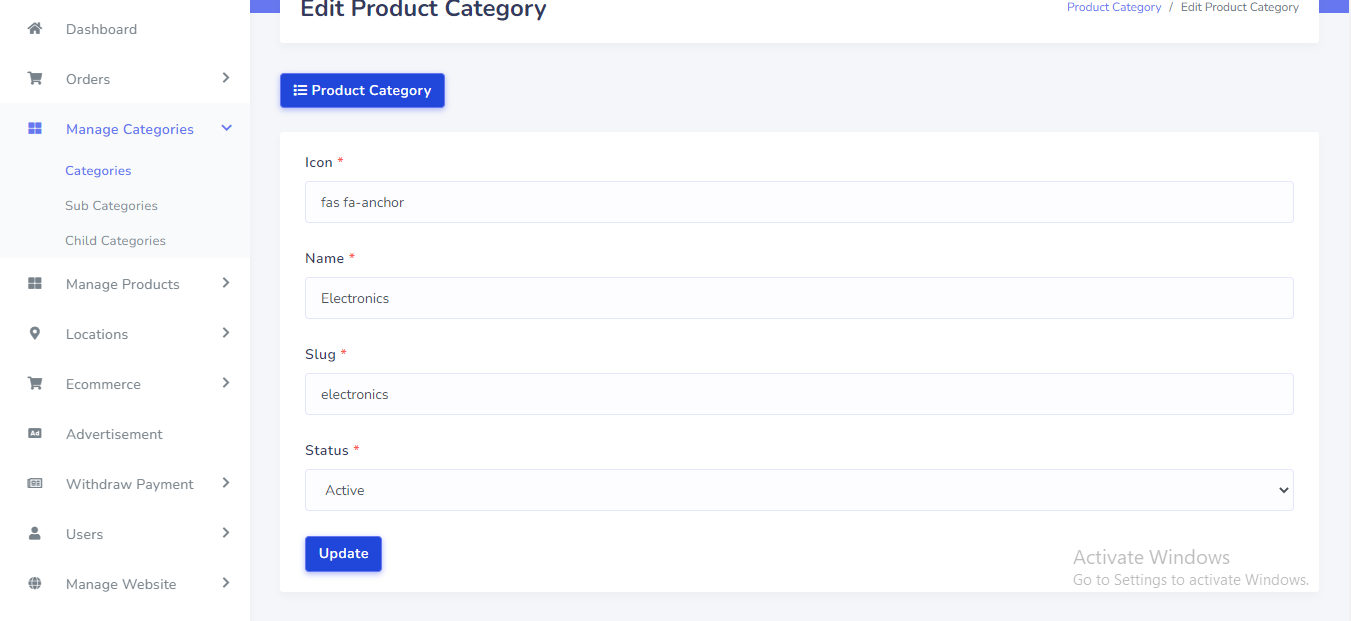 Dashboard
Orders
Manage Categories
Categories
Sub Categories
Child Categories
Manage Products
Locations
Ecommerce
Ad
Advertisement
Withdraw Payment
Users
Manage Website
Edit Product Category
Product Category / Edit Product Category
Product Category
Icon *
fas fa-anchor
Name *
Electronics
Slug *
electronics
Status *
Active
Update
Activate Windows
Go to Settings to activate Windows.